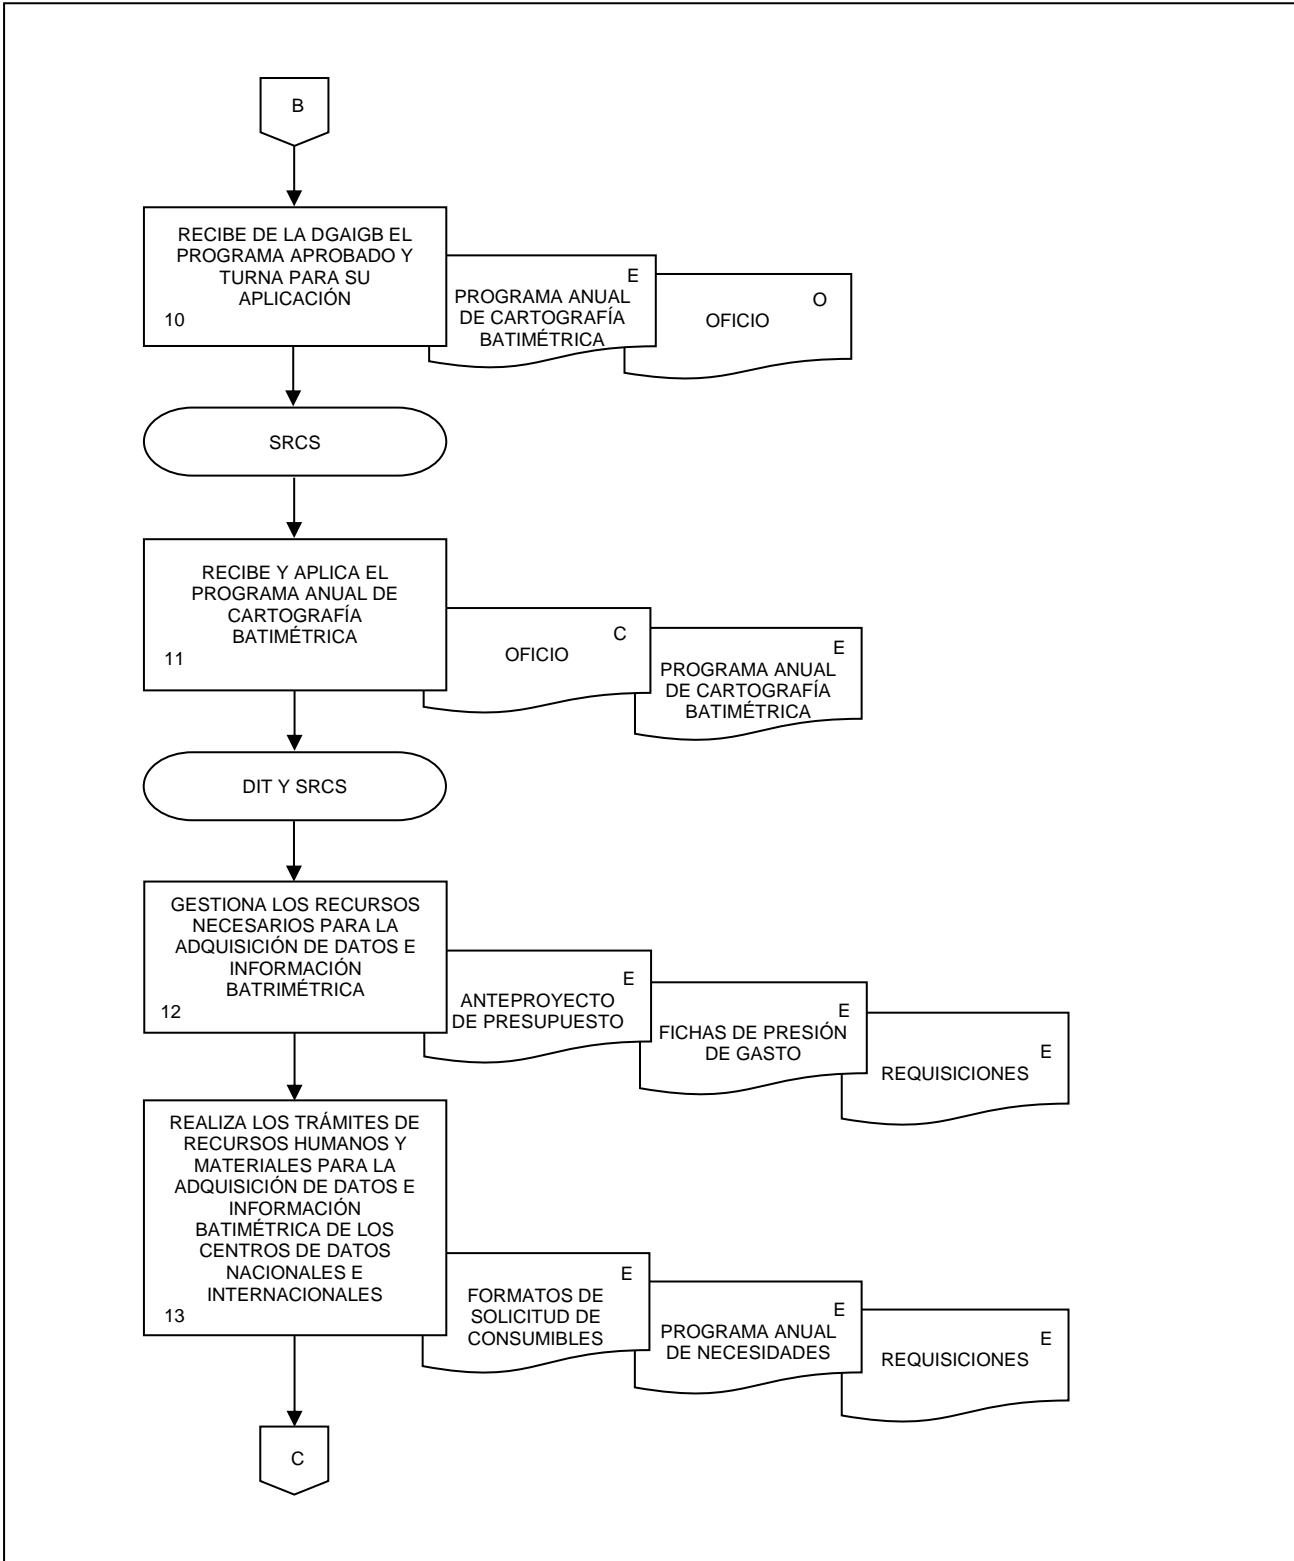 B
RECIBE DE LA DGAIGB EL
PROGRAMA APROBADO Y
TURNA PARA SU
APLICACIÓN
10
E
PROGRAMA ANUAL
DE CARTOGRAFÍA
BATIMÉTRICA
O
OFICIO
SRCS
RECIBE Y APLICA EL
PROGRAMA ANUAL DE
CARTOGRAFÍA
BATIMÉTRICA
11
C
OFICIO
E
PROGRAMA ANUAL
DE CARTOGRAFÍA
BATIMÉTRICA
DIT Y SRCS
GESTIONA LOS RECURSOS
NECESARIOS PARA LA
ADQUISICIÓN DE DATOS E
INFORMACIÓN
BATRIMÉTRICA
12
E
ANTEPROYECTO
DE PRESUPUESTO
E
FICHAS DE PRESIÓN
DE GASTO
E
REQUISICIONES
REALIZA LOS TRÁMITES DE
RECURSOS HUMANOS Y
MATERIALES PARA LA
ADQUISICIÓN DE DATOS E
INFORMACIÓN
BATIMÉTRICA DE LOS
CENTROS DE DATOS
NACIONALES E
INTERNACIONALES
13
E
FORMATOS DE
SOLICITUD DE
CONSUMIBLES
E
PROGRAMA ANUAL
DE NECESIDADES
E
REQUISICIONES
C